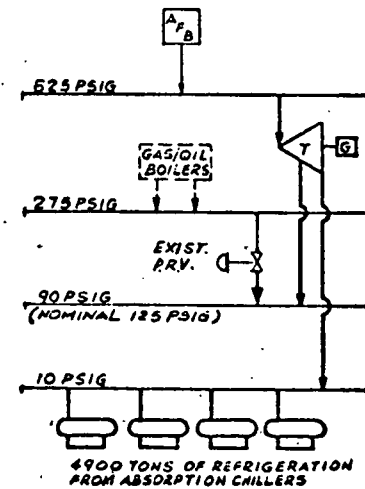 AFB
625 PSIG
T
G
GAS/OIL
BOILERS
275 PSIG
EXIST.
P.R.V.
90 PSIG
(NOMINAL 125 PSIG)
10 PSIG
4900 TONS OF REFRIGERATION
FROM ABSORPTION CHILLERS